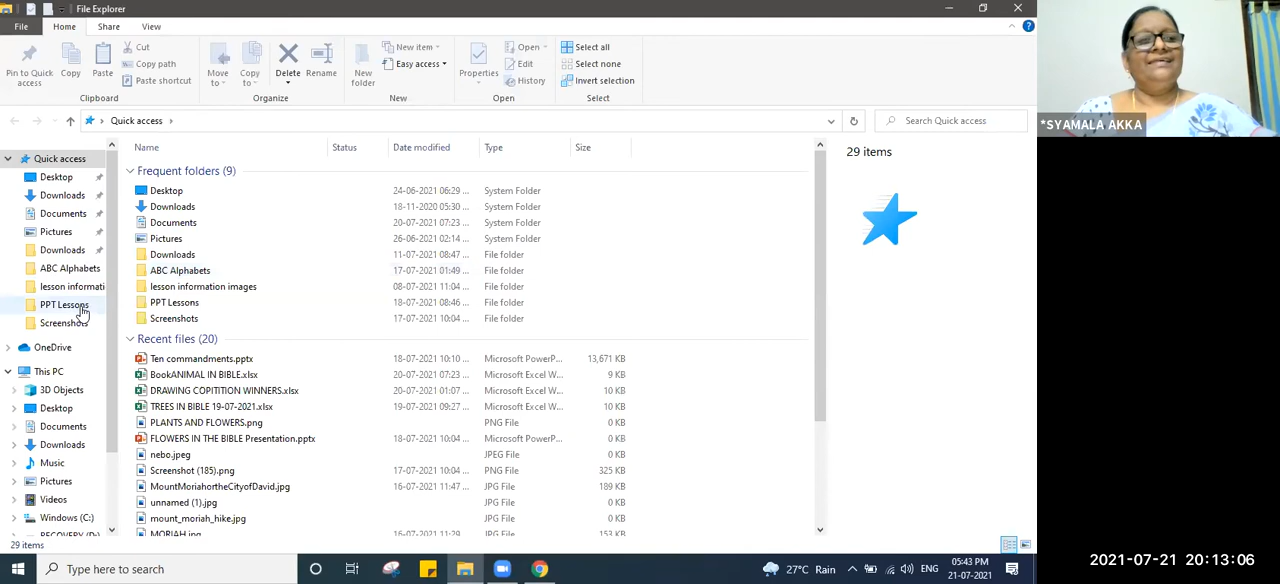 File Explorer
File Home Share View
Pin to Quick access
Copy
Paste
Cut
Copy path
Paste shortcut
Clipboard
Move to
Copy to
Delete
Rename
Organize
New folder
New item
Easy access
New
Properties
Open
Edit
History
Open
Select all
Select none
Invert selection
Select
Quick access
Search Quick access
*SYAMALA AKKA
Quick access
Desktop
Downloads
Documents
Pictures
Downloads
ABC Alphabets
lesson informati
PPT Lessons
Screenshots
OneDrive
This PC
3D Objects
Desktop
Documents
Downloads
Music
Pictures
Videos
Windows (C:)
RECOVERY (D:)
Name Status Date modified Type Size
Frequent folders (9)
Desktop 24-06-2021 06:29 ... System Folder
Downloads 18-11-2020 05:30 ... System Folder
Documents 20-07-2021 07:23 ... System Folder
Pictures 26-06-2021 02:14 ... System Folder
Downloads 11-07-2021 08:47 ... File folder
ABC Alphabets 17-07-2021 01:49 ... File folder
lesson information images 08-07-2021 11:04 ... File folder
PPT Lessons 18-07-2021 08:46 ... File folder
Screenshots 17-07-2021 10:04 ... File folder
Recent files (20)
Ten commandments.pptx 18-07-2021 10:10 ... Microsoft PowerP... 13,671 KB
BookANIMAL IN BIBLE.xlsx 20-07-2021 07:23 ... Microsoft Excel W... 9 KB
DRAWING COPITITION WINNERS.xlsx 20-07-2021 01:07 ... Microsoft Excel W... 10 KB
TREES IN BIBLE 19-07-2021.xlsx 19-07-2021 09:27 ... Microsoft Excel W... 10 KB
PLANTS AND FLOWERS.png PNG File 0 KB
FLOWERS IN THE BIBLE Presentation.pptx 18-07-2021 10:04 ... Microsoft PowerP... 0 KB
nebo.jpeg JPEG File 0 KB
Screenshot (185).png 17-07-2021 10:04 ... PNG File 325 KB
MountMoriahortheCityofDavid.jpg 16-07-2021 11:47 ... JPG File 189 KB
unnamed (1).jpg JPG File 0 KB
mount_moriah_hike.jpg JPG File 0 KB
MORIAH.jpg 16-07-2021 11:29 ... JPG File 153 KB
29 items
29 items
Type here to search
27°C Rain
ENG
05:43 PM
21-07-2021
2021-07-21 20:13:06